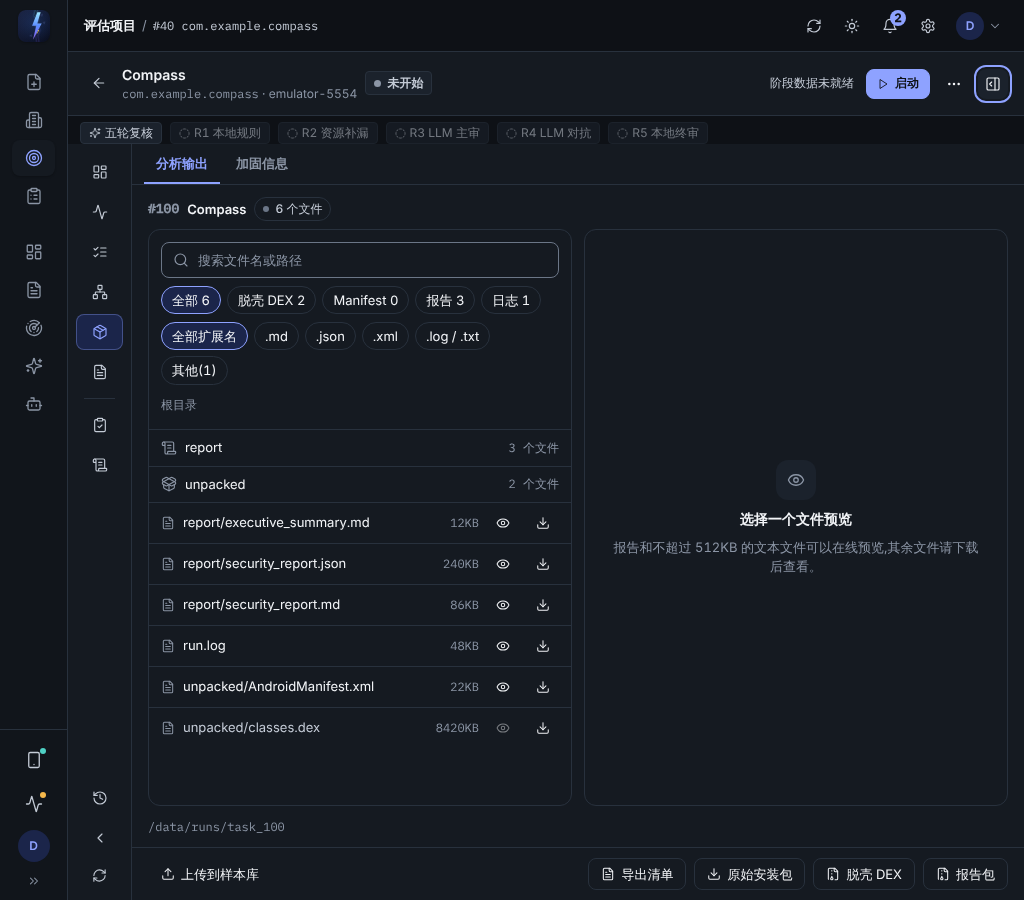 评估项目 / #40 com.example.compass
2
D
Compass
com.example.compass · emulator-5554
未开始
阶段数据未就绪
启动
五轮复核
R1 本地规则
R2 资源补漏
R3 LLM 主审
R4 LLM 对抗
R5 本地终审
分析输出
加固信息
#100 Compass
6 个文件
搜索文件名或路径
全部 6
脱壳 DEX 2
Manifest 0
报告 3
日志 1
全部扩展名
.md
.json
.xml
.log / .txt
其他(1)
根目录
report 3 个文件
unpacked 2 个文件
report/executive_summary.md 12KB
report/security_report.json 240KB
report/security_report.md 86KB
run.log 48KB
unpacked/AndroidManifest.xml 22KB
unpacked/classes.dex 8420KB
选择一个文件预览
报告和不超过 512KB 的文本文件可以在线预览,其余文件请下载
后查看。
/data/runs/task_100
D
上传到样本库
导出清单
原始安装包
脱壳 DEX
报告包